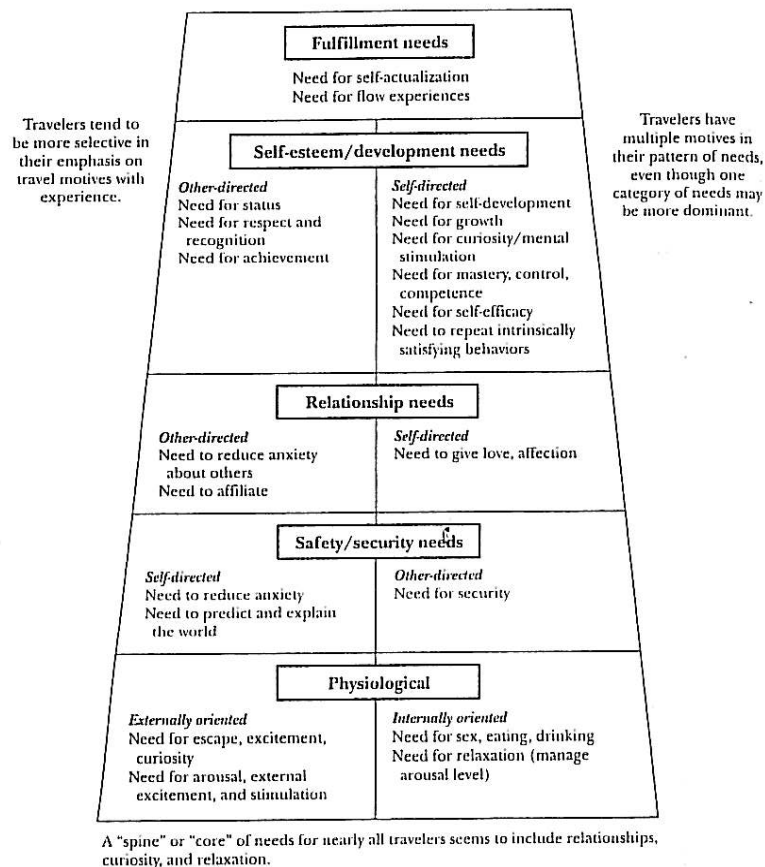 Fulfillment needs
Need for self-actualization
Need for flow experiences
Travelers tend to
be more selective in
their emphasis on
travel motives with
experience.
Travelers have
multiple motives in
their pattern of needs,
even though one
category of needs may
be more dominant.
Self-esteem/development needs
Other-directed
Need for status
Need for respect and
recognition
Need for achievement
Self-directed
Need for self-development
Need for growth
Need for curiosity/mental
stimulation
Need for mastery, control,
competence
Need for self-efficacy
Need to repeat intrinsically
satisfying behaviors
Relationship needs
Other-directed
Need to reduce anxiety
about others
Need to affiliate
Self-directed
Need to give love, affection
Safety/security needs
Self-directed
Need to reduce anxiety
Need to predict and explain
the world
Other-directed
Need for security
Physiological
Externally oriented
Need for escape, excitement,
curiosity
Need for arousal, external
excitement, and stimulation
Internally oriented
Need for sex, eating, drinking
Need for relaxation (manage
arousal level)
A "spine" or "core" of needs for nearly all travelers seems to include relationships,
curiosity, and relaxation.